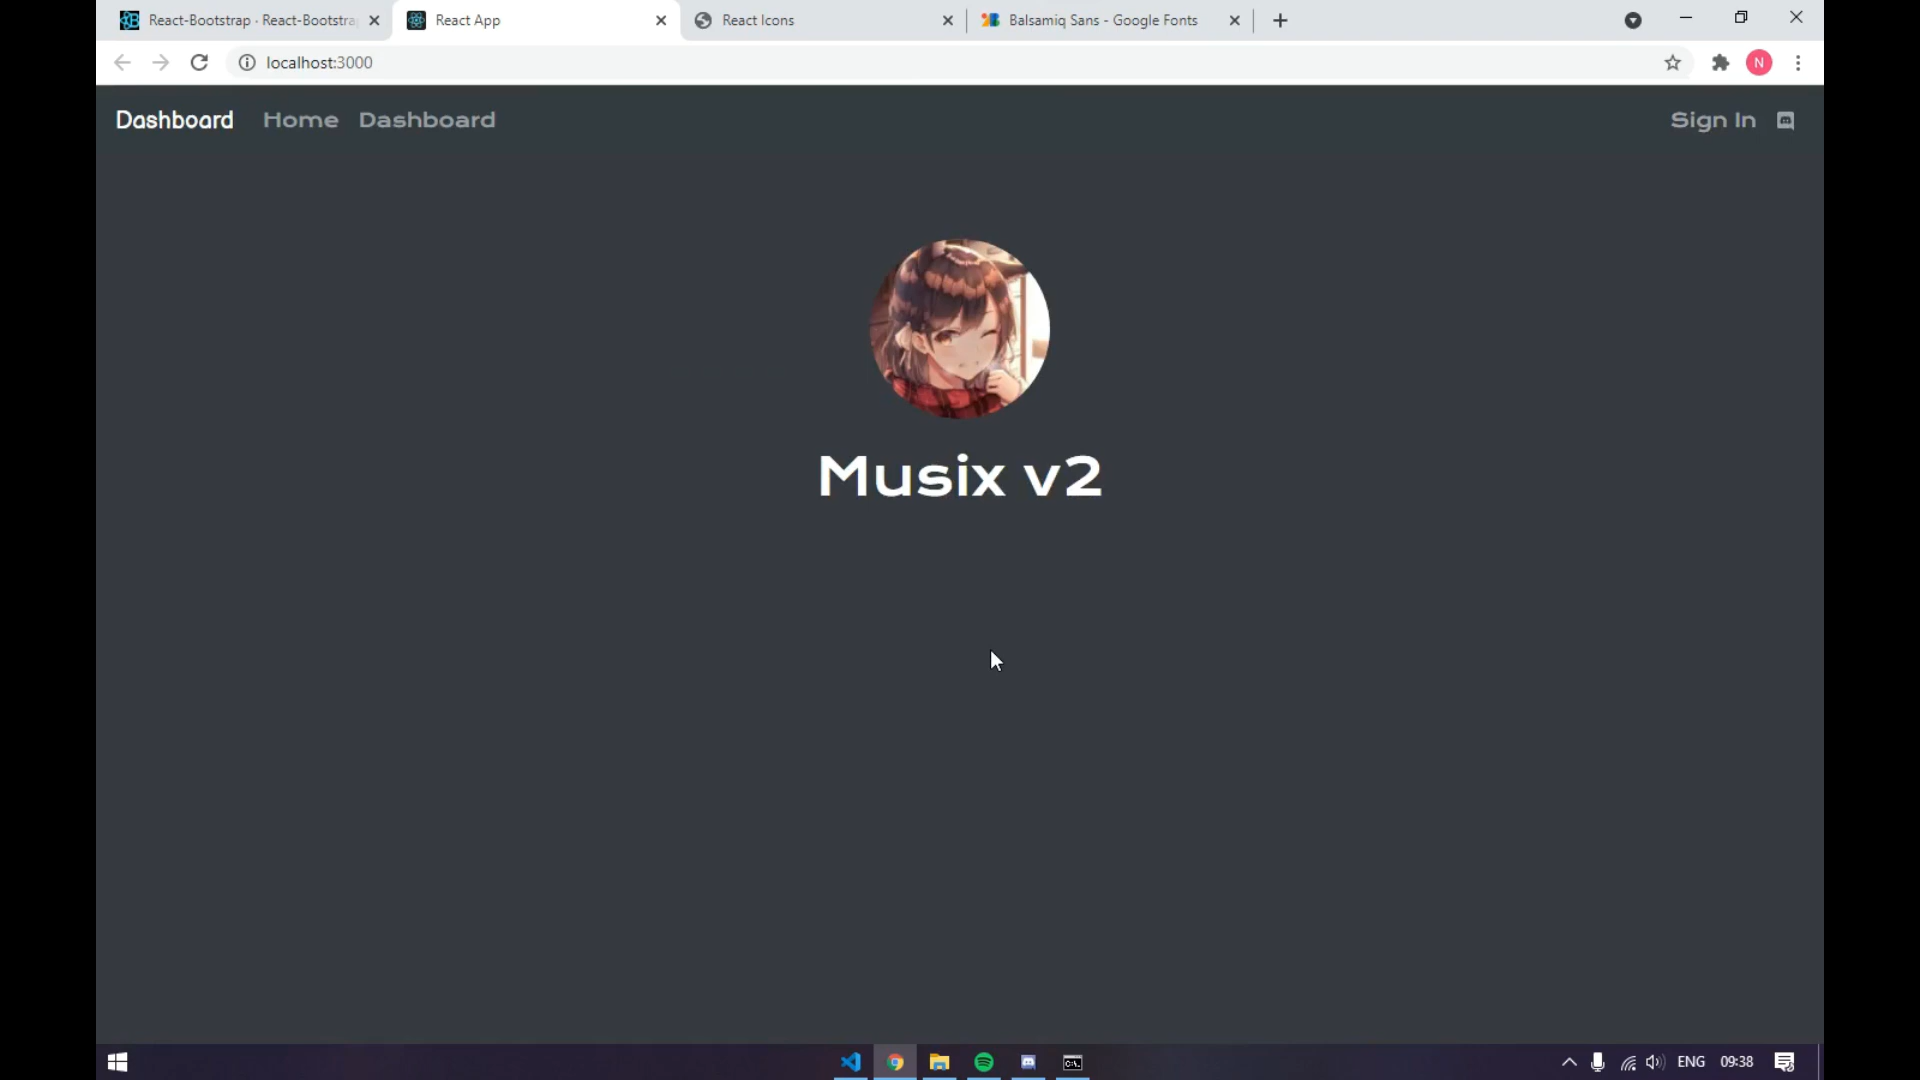 React-Bootstrap · React-Bootstra
React App
React Icons
Balsamiq Sans - Google Fonts
localhost:3000
N
Dashboard Home Dashboard Sign In
Musix v2
ENG 09:38